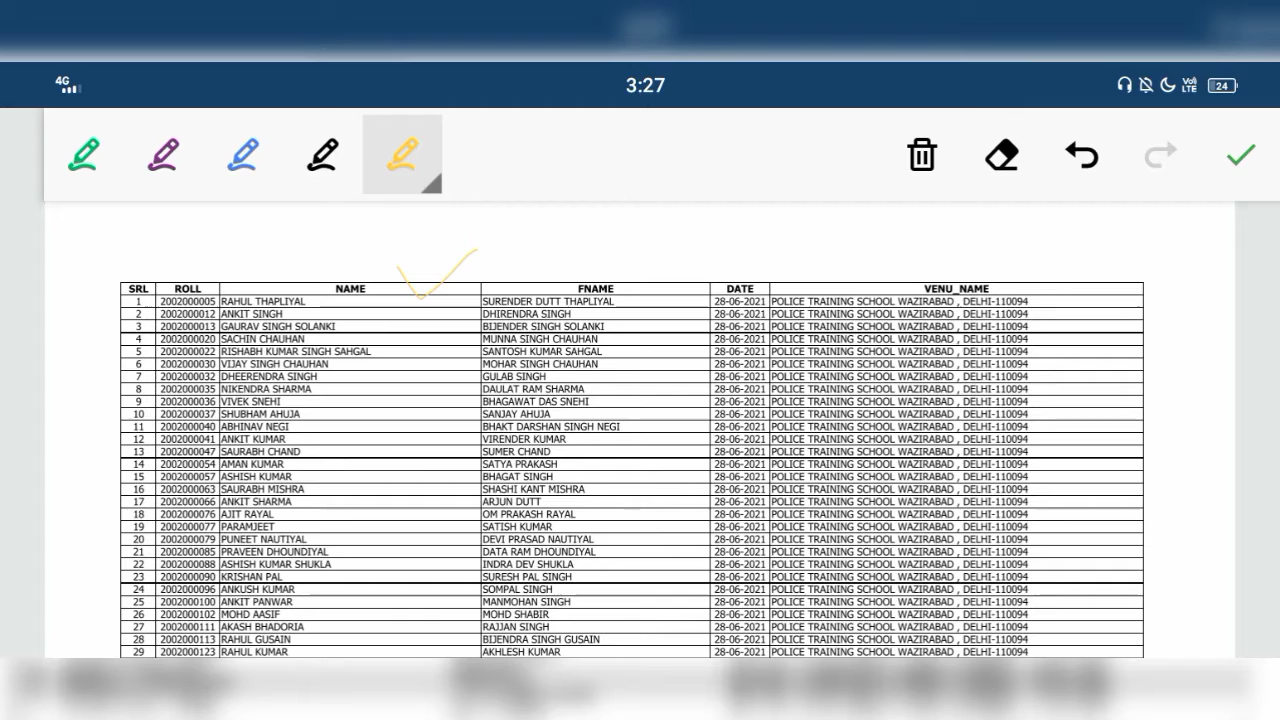 4G 3:27 Vo) LTE 24
SRL ROLL NAME FNAME DATE VENU_NAME
1 2002000005 RAHUL THAPLIYAL SURENDER DUTT THAPLIYAL 28-06-2021 POLICE TRAINING SCHOOL WAZIRABAD , DELHI-110094
2 2002000012 ANKIT SINGH DHIRENDRA SINGH 28-06-2021 POLICE TRAINING SCHOOL WAZIRABAD , DELHI-110094
3 2002000013 GAURAV SINGH SOLANKI BIJENDER SINGH SOLANKI 28-06-2021 POLICE TRAINING SCHOOL WAZIRABAD , DELHI-110094
4 2002000020 SACHIN CHAUHAN MUNNA SINGH CHAUHAN 28-06-2021 POLICE TRAINING SCHOOL WAZIRABAD , DELHI-110094
5 2002000022 RISHABH KUMAR SINGH SAHGAL SANTOSH KUMAR SAHGAL 28-06-2021 POLICE TRAINING SCHOOL WAZIRABAD , DELHI-110094
6 2002000030 VIJAY SINGH CHAUHAN MOHAR SINGH CHAUHAN 28-06-2021 POLICE TRAINING SCHOOL WAZIRABAD , DELHI-110094
7 2002000032 DHEERENDRA SINGH GULAB SINGH 28-06-2021 POLICE TRAINING SCHOOL WAZIRABAD , DELHI-110094
8 2002000035 NIKENDRA SHARMA DAULAT RAM SHARMA 28-06-2021 POLICE TRAINING SCHOOL WAZIRABAD , DELHI-110094
9 2002000036 VIVEK SNEHI BHAGAWAT DAS SNEHI 28-06-2021 POLICE TRAINING SCHOOL WAZIRABAD , DELHI-110094
10 2002000037 SHUBHAM AHUJA SANJAY AHUJA 28-06-2021 POLICE TRAINING SCHOOL WAZIRABAD , DELHI-110094
11 2002000040 ABHINAV NEGI BHAKT DARSHAN SINGH NEGI 28-06-2021 POLICE TRAINING SCHOOL WAZIRABAD , DELHI-110094
12 2002000041 ANKIT KUMAR VIRENDER KUMAR 28-06-2021 POLICE TRAINING SCHOOL WAZIRABAD , DELHI-110094
13 2002000047 SAURABH CHAND SUMER CHAND 28-06-2021 POLICE TRAINING SCHOOL WAZIRABAD , DELHI-110094
14 2002000054 AMAN KUMAR SATYA PRAKASH 28-06-2021 POLICE TRAINING SCHOOL WAZIRABAD , DELHI-110094
15 2002000057 ASHISH KUMAR BHAGAT SINGH 28-06-2021 POLICE TRAINING SCHOOL WAZIRABAD , DELHI-110094
16 2002000063 SAURABH MISHRA SHASHI KANT MISHRA 28-06-2021 POLICE TRAINING SCHOOL WAZIRABAD , DELHI-110094
17 2002000066 ANKIT SHARMA ARJUN DUTT 28-06-2021 POLICE TRAINING SCHOOL WAZIRABAD , DELHI-110094
18 2002000076 AJIT RAYAL OM PRAKASH RAYAL 28-06-2021 POLICE TRAINING SCHOOL WAZIRABAD , DELHI-110094
19 2002000077 PARAMJEET SATISH KUMAR 28-06-2021 POLICE TRAINING SCHOOL WAZIRABAD , DELHI-110094
20 2002000079 PUNEET NAUTIYAL DEVI PRASAD NAUTIYAL 28-06-2021 POLICE TRAINING SCHOOL WAZIRABAD , DELHI-110094
21 2002000085 PRAVEEN DHOUNDIYAL DATA RAM DHOUNDIYAL 28-06-2021 POLICE TRAINING SCHOOL WAZIRABAD , DELHI-110094
22 2002000088 ASHISH KUMAR SHUKLA INDRA DEV SHUKLA 28-06-2021 POLICE TRAINING SCHOOL WAZIRABAD , DELHI-110094
23 2002000090 KRISHAN PAL SURESH PAL SINGH 28-06-2021 POLICE TRAINING SCHOOL WAZIRABAD , DELHI-110094
24 2002000096 ANKUSH KUMAR SOMPAL SINGH 28-06-2021 POLICE TRAINING SCHOOL WAZIRABAD , DELHI-110094
25 2002000100 ANKIT PANWAR MANMOHAN SINGH 28-06-2021 POLICE TRAINING SCHOOL WAZIRABAD , DELHI-110094
26 2002000102 MOHD AASIF MOHD SHABIR 28-06-2021 POLICE TRAINING SCHOOL WAZIRABAD , DELHI-110094
27 2002000111 AKASH BHADORIA RAJJAN SINGH 28-06-2021 POLICE TRAINING SCHOOL WAZIRABAD , DELHI-110094
28 2002000113 RAHUL GUSAIN BIJENDRA SINGH GUSAIN 28-06-2021 POLICE TRAINING SCHOOL WAZIRABAD , DELHI-110094
29 2002000123 RAHUL KUMAR AKHLESH KUMAR 28-06-2021 POLICE TRAINING SCHOOL WAZIRABAD , DELHI-110094